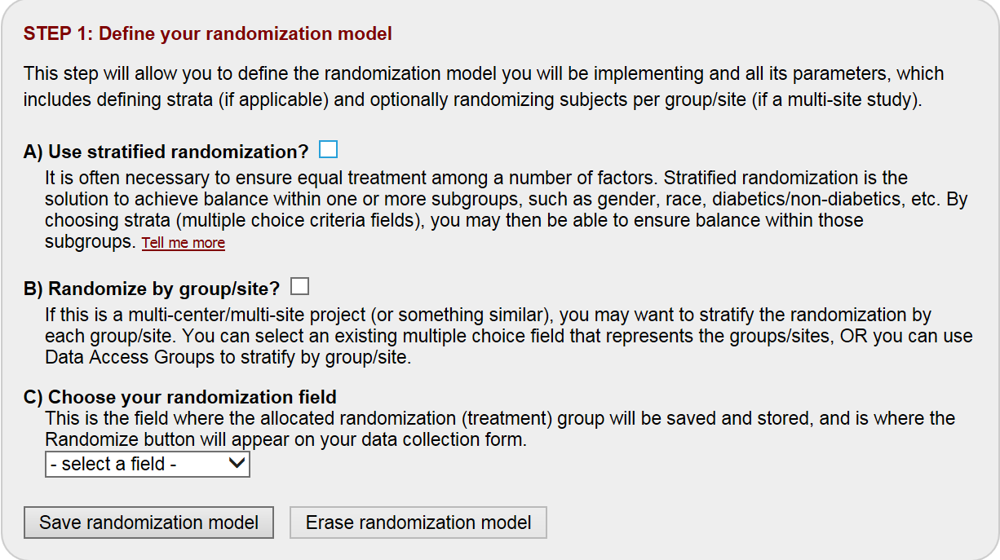 STEP 1: Define your randomization model
This step will allow you to define the randomization model you will be implementing and all its parameters, which
includes defining strata (if applicable) and optionally randomizing subjects per group/site (if a multi-site study).
A) Use stratified randomization?
It is often necessary to ensure equal treatment among a number of factors. Stratified randomization is the
solution to achieve balance within one or more subgroups, such as gender, race, diabetics/non-diabetics, etc. By
choosing strata (multiple choice criteria fields), you may then be able to ensure balance within those
subgroups. Tell me more
B) Randomize by group/site?
If this is a multi-center/multi-site project (or something similar), you may want to stratify the randomization by
each group/site. You can select an existing multiple choice field that represents the groups/sites, OR you can use
Data Access Groups to stratify by group/site.
C) Choose your randomization field
This is the field where the allocated randomization (treatment) group will be saved and stored, and is where the
Randomize button will appear on your data collection form.
- select a field -
Save randomization model Erase randomization model